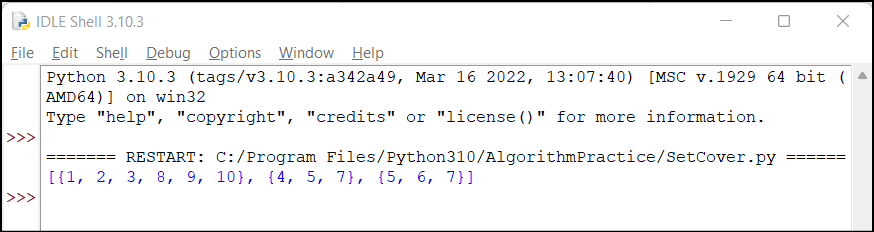 IDLE Shell 3.10.3
File Edit Shell Debug Options Window Help
Python 3.10.3 (tags/v3.10.3:a342a49, Mar 16 2022, 13:07:40) [MSC v.1929 64 bit (
AMD64)] on win32
Type "help", "copyright", "credits" or "license()" for more information.
>>>
======= RESTART: C:/Program Files/Python310/AlgorithmPractice/SetCover.py ======
[{1, 2, 3, 8, 9, 10}, {4, 5, 7}, {5, 6, 7}]
>>>